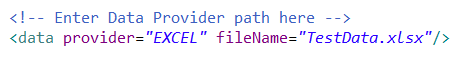 <!-- Enter Data Provider path here -->
<data provider="EXCEL" fileName="TestData.xlsx"/>